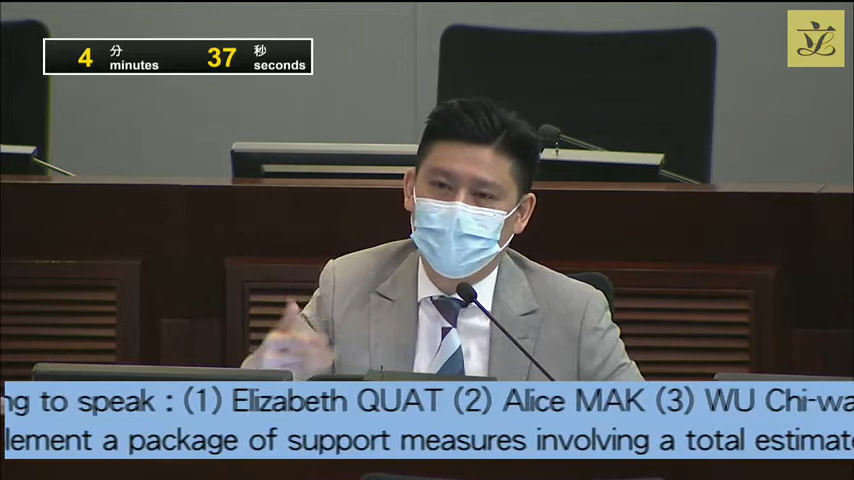 4 分 minutes 37 秒 seconds
ng to speak : (1) Elizabeth QUAT (2) Alice MAK (3) WU Chi-wa
lement a package of support measures involving a total estimate